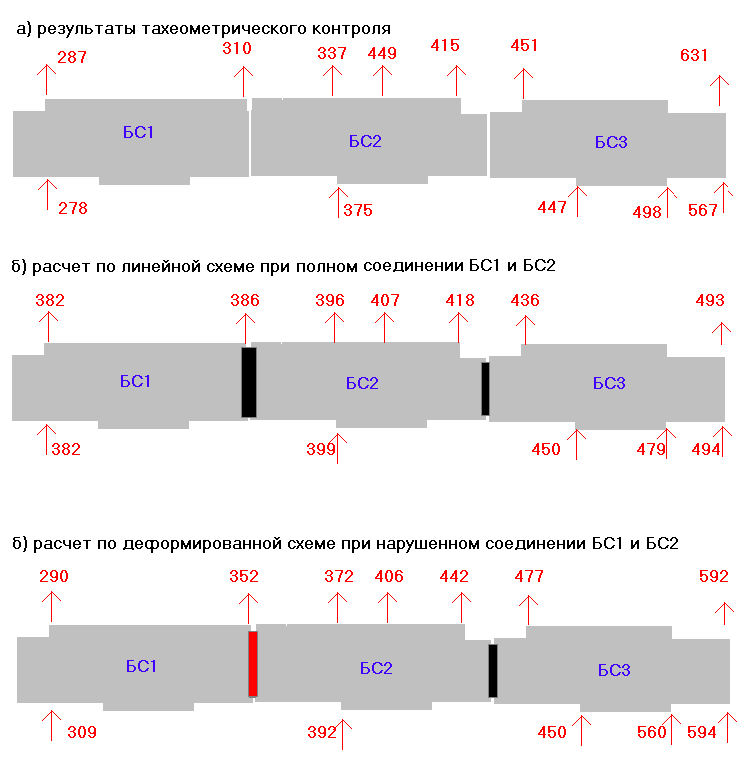 а) результаты тахеометрического контроля
287 310 337 449 415 451 631
БС1 БС2 БС3
278 375 447 498 567
б) расчет по линейной схеме при полном соединении БС1 и БС2
382 386 396 407 418 436 493
БС1 БС2 БС3
382 399 450 479 494
б) расчет по деформированной схеме при нарушенном соединении БС1 и БС2
290 352 372 406 442 477 592
БС1 БС2 БС3
309 392 450 560 594